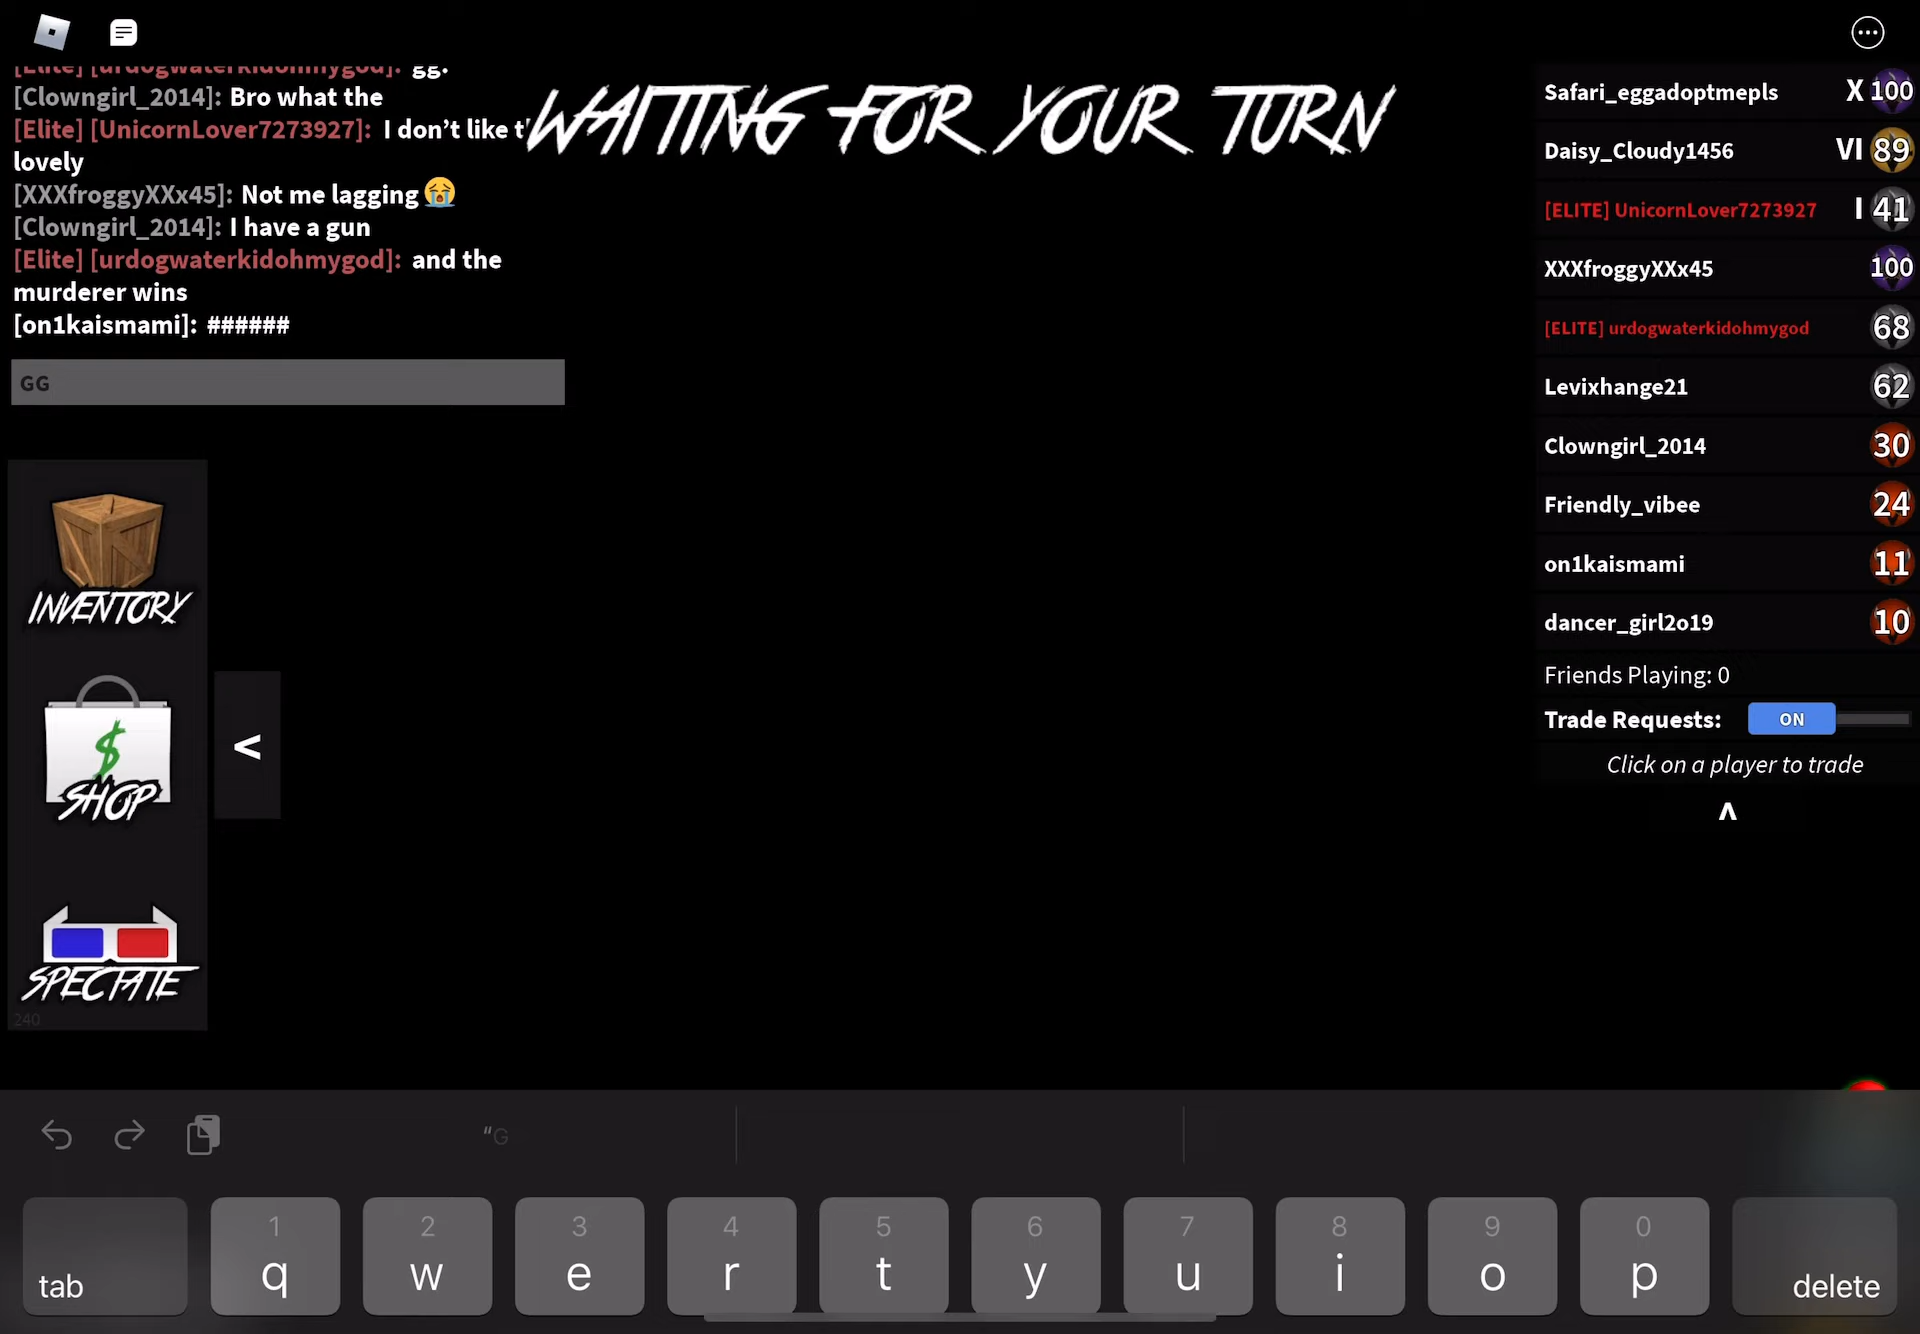 [Elite] [urdogwaterkidohmygod]: gg.
[Clowngirl_2014]: Bro what the
[Elite] [UnicornLover7273927]: I don’t like t
lovely
[XXXfroggyXXx45]: Not me lagging 😭
[Clowngirl_2014]: I have a gun
[Elite] [urdogwaterkidohmygod]: and the
murderer wins
[on1kaismami]: ######
GG
WAITING FOR YOUR TURN
INVENTORY
SHOP
<
SPECTATE
240
Safari_eggadoptmepls X 100
Daisy_Cloudy1456 VI 89
[ELITE] UnicornLover7273927 I 41
XXXfroggyXXx45 100
[ELITE] urdogwaterkidohmygod 68
Levixhange21 62
Clowngirl_2014 30
Friendly_vibee 24
on1kaismami 11
dancer_girl2o19 10
Friends Playing: 0
Trade Requests: ON
Click on a player to trade
“G
1 2 3 4 5 6 7 8 9 0
tab q w e r t y u i o p delete